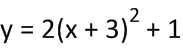 y = 2(x + 3)² + 1